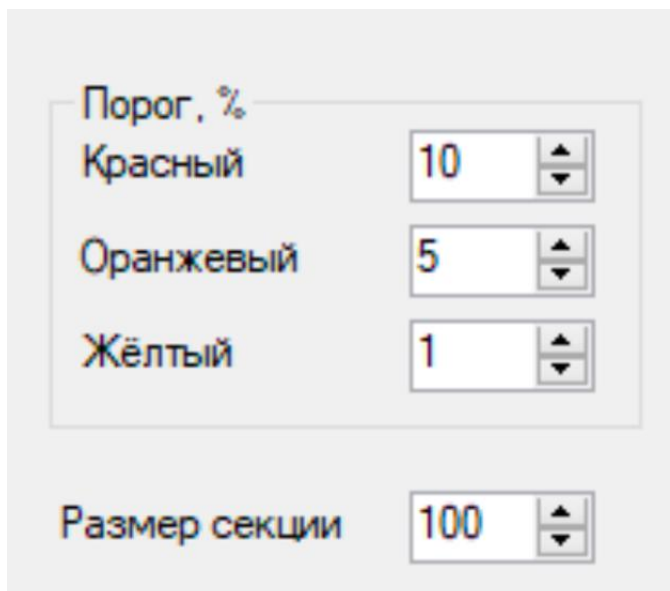 Порог, %
Красный 10
Оранжевый 5
Жёлтый 1
Размер секции 100